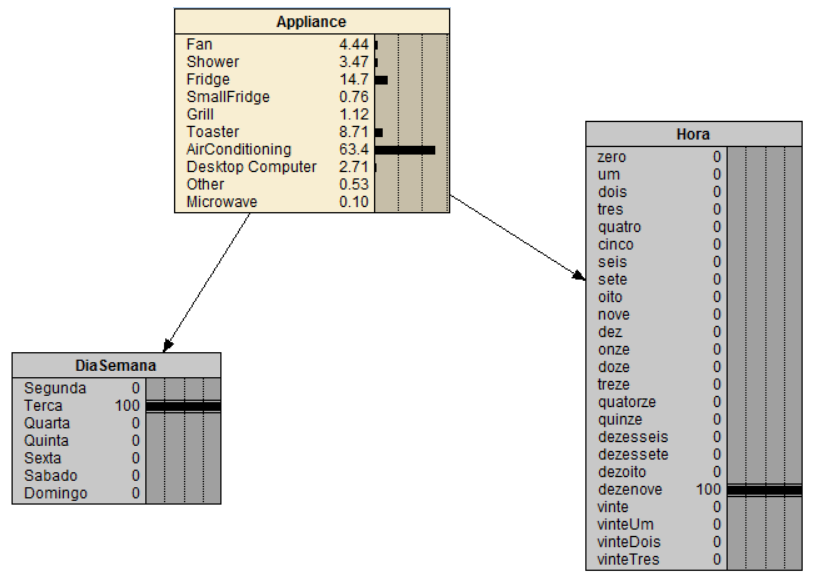 Appliance
Fan 4.44
Shower 3.47
Fridge 14.7
SmallFridge 0.76
Grill 1.12
Toaster 8.71
AirConditioning 63.4
Desktop Computer 2.71
Other 0.53
Microwave 0.10
Hora
zero 0
um 0
dois 0
tres 0
quatro 0
cinco 0
seis 0
sete 0
oito 0
nove 0
dez 0
onze 0
doze 0
treze 0
quatorze 0
quinze 0
dezesseis 0
dezessete 0
dezoito 0
dezenove 100
vinte 0
vinteUm 0
vinteDois 0
vinteTres 0
DiaSemana
Segunda 0
Terca 100
Quarta 0
Quinta 0
Sexta 0
Sabado 0
Domingo 0